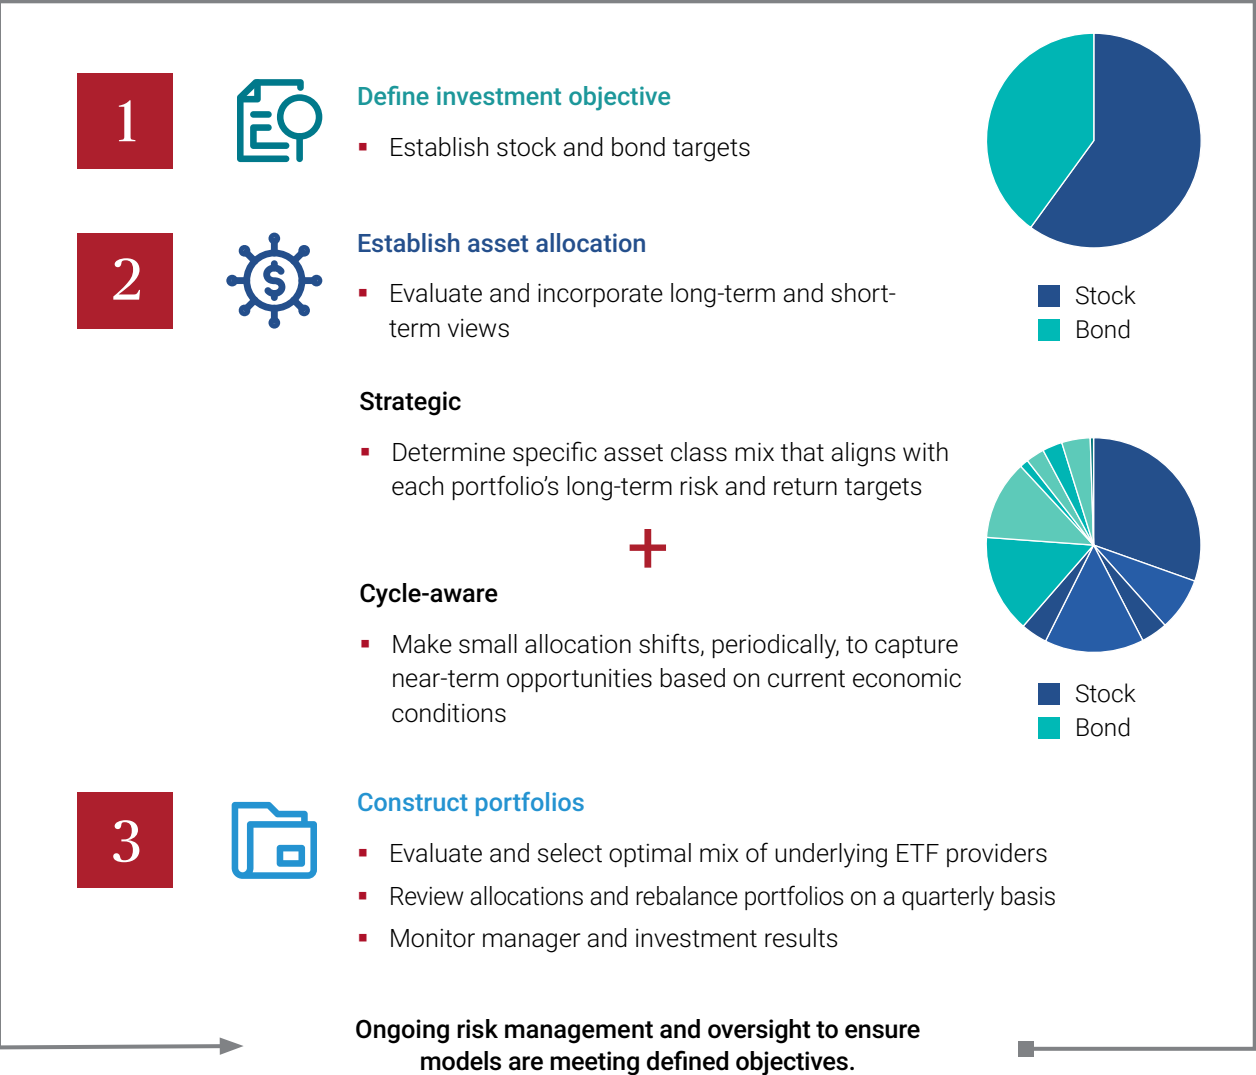 1
Define investment objective
▪ Establish stock and bond targets
Stock
Bond
2
$
Establish asset allocation
▪ Evaluate and incorporate long-term and short-
term views
Strategic
▪ Determine specific asset class mix that aligns with
each portfolio’s long-term risk and return targets
+
Cycle-aware
▪ Make small allocation shifts, periodically, to capture
near-term opportunities based on current economic
conditions
Stock
Bond
3
Construct portfolios
▪ Evaluate and select optimal mix of underlying ETF providers
▪ Review allocations and rebalance portfolios on a quarterly basis
▪ Monitor manager and investment results
Ongoing risk management and oversight to ensure
models are meeting defined objectives.